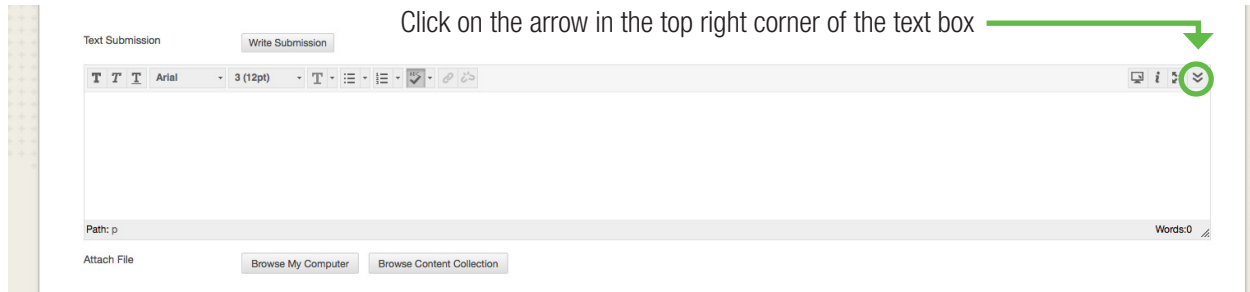 Click on the arrow in the top right corner of the text box
Text Submission
Write Submission
T T T Arial 3 (12pt) T ABC i
Path: p
Words:0
Attach File
Browse My Computer
Browse Content Collection